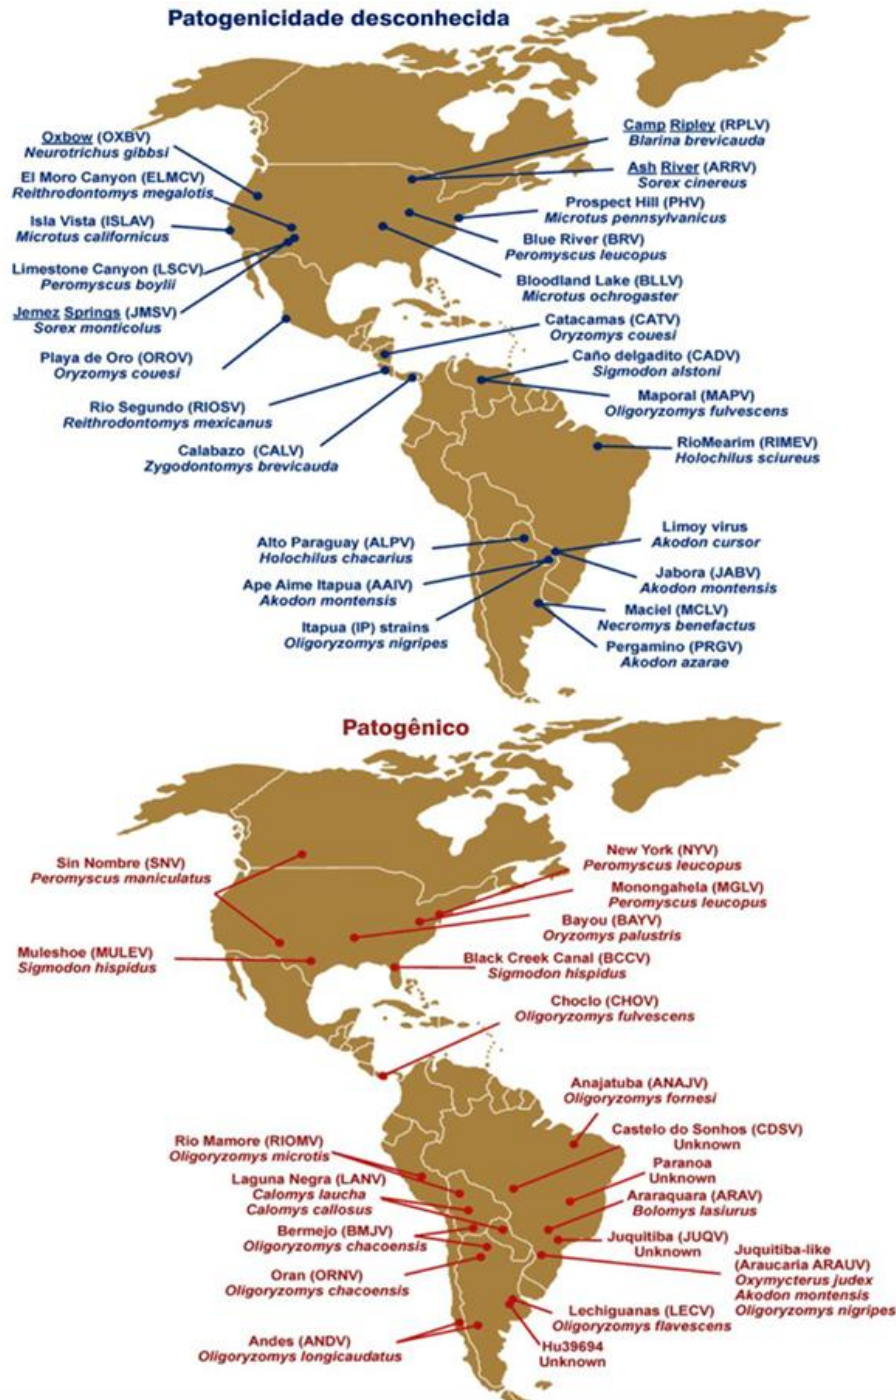 Patogenicidade desconhecida
Oxbow (OXBV)
Neurotrichus gibbsi
El Moro Canyon (ELMCV)
Reithrodontomys megalotis
Isla Vista (ISLAV)
Microtus californicus
Limestone Canyon (LSCV)
Peromyscus boylii
Jemez Springs (JMSV)
Sorex monticolus
Playa de Oro (OROV)
Oryzomys couesi
Rio Segundo (RIOSV)
Reithrodontomys mexicanus
Calabazo (CALV)
Zygodontomys brevicauda
Camp Ripley (RPLV)
Blarina brevicauda
Ash River (ARRV)
Sorex cinereus
Prospect Hill (PHV)
Microtus pennsylvanicus
Blue River (BRV)
Peromyscus leucopus
Bloodland Lake (BLLV)
Microtus ochrogaster
Catacamas (CATV)
Oryzomys couesi
Caño delgadito (CADV)
Sigmodon alstoni
Maporal (MAPV)
Oligoryzomys fulvescens
RioMearim (RIMEV)
Holochilus sciureus
Alto Paraguay (ALPV)
Holochilus chacarius
Ape Aime Itapua (AAIV)
Akodon montensis
Itapua (IP) strains
Oligoryzomys nigripes
Limoy virus
Akodon cursor
Jabora (JABV)
Akodon montensis
Maciel (MCLV)
Necromys benefactus
Pergamino (PRGV)
Akodon azarae
Patogênico
Sin Nombre (SNV)
Peromyscus maniculatus
Muleshoe (MULEV)
Sigmodon hispidus
New York (NYV)
Peromyscus leucopus
Monongahela (MGLV)
Peromyscus leucopus
Bayou (BAYV)
Oryzomys palustris
Black Creek Canal (BCCV)
Sigmodon hispidus
Choclo (CHOV)
Oligoryzomys fulvescens
Rio Mamore (RIOMV)
Oligoryzomys microtis
Laguna Negra (LANV)
Calomys laucha
Calomys callosus
Bermejo (BMJV)
Oligoryzomys chacoensis
Oran (ORNV)
Oligoryzomys chacoensis
Andes (ANDV)
Oligoryzomys longicaudatus
Anajatuba (ANAJV)
Oligoryzomys fornesi
Castelo do Sonhos (CDSV)
Unknown
Paranoa
Unknown
Araraquara (ARAV)
Bolomys lasiurus
Juquitiba (JUQV)
Unknown
Juquitiba-like
(Araucaria ARAUV)
Oxymycterus judex
Akodon montensis
Oligoryzomys nigripes
Lechiguanas (LECV)
Oligoryzomys flavescens
Hu39694
Unknown